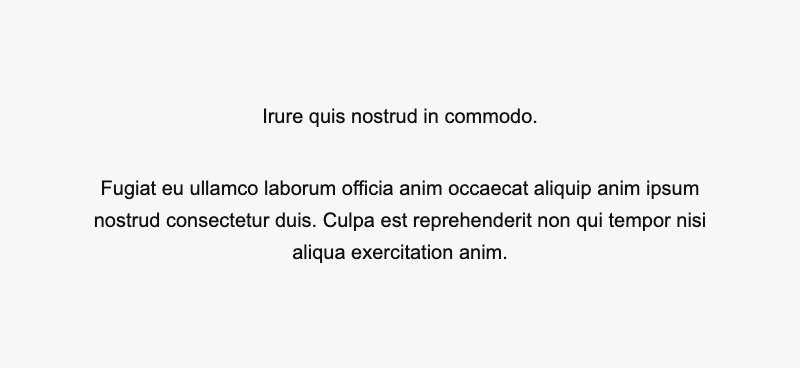 Irure quis nostrud in commodo.
Fugiat eu ullamco laborum officia anim occaecat aliquip anim ipsum
nostrud consectetur duis. Culpa est reprehenderit non qui tempor nisi
aliqua exercitation anim.